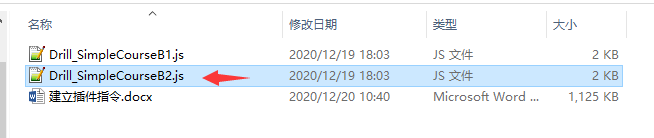 名称 修改日期 类型 大小
Drill_SimpleCourseB1.js 2020/12/19 18:03 JS 文件 2 KB
Drill_SimpleCourseB2.js 2020/12/19 18:03 JS 文件 2 KB
建立插件指令.docx 2020/12/20 10:40 Microsoft Word ... 1,125 KB